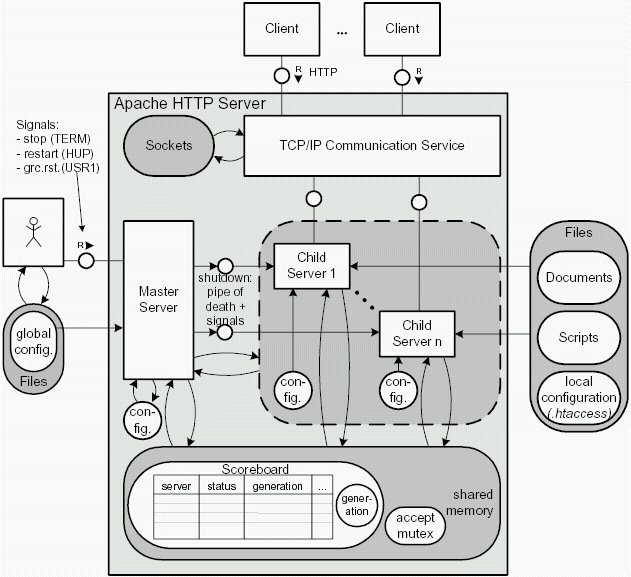 Client
...
Client
R
HTTP
R
Apache HTTP Server
Signals:
- stop (TERM)
- restart (HUP)
- grc.rst.(USR1)
Sockets
TCP/IP Communication Service
R
Files
Child
Server 1
Documents
shutdown:
pipe of
death +
signals
Master
Server
Child
Server n
Scripts
global
config.
Files
con-
fig.
con-
fig.
con-
fig.
local
configuration
(.htaccess)
Scoreboard
server status generation ...
gener-
ation
shared
memory
accept
mutex